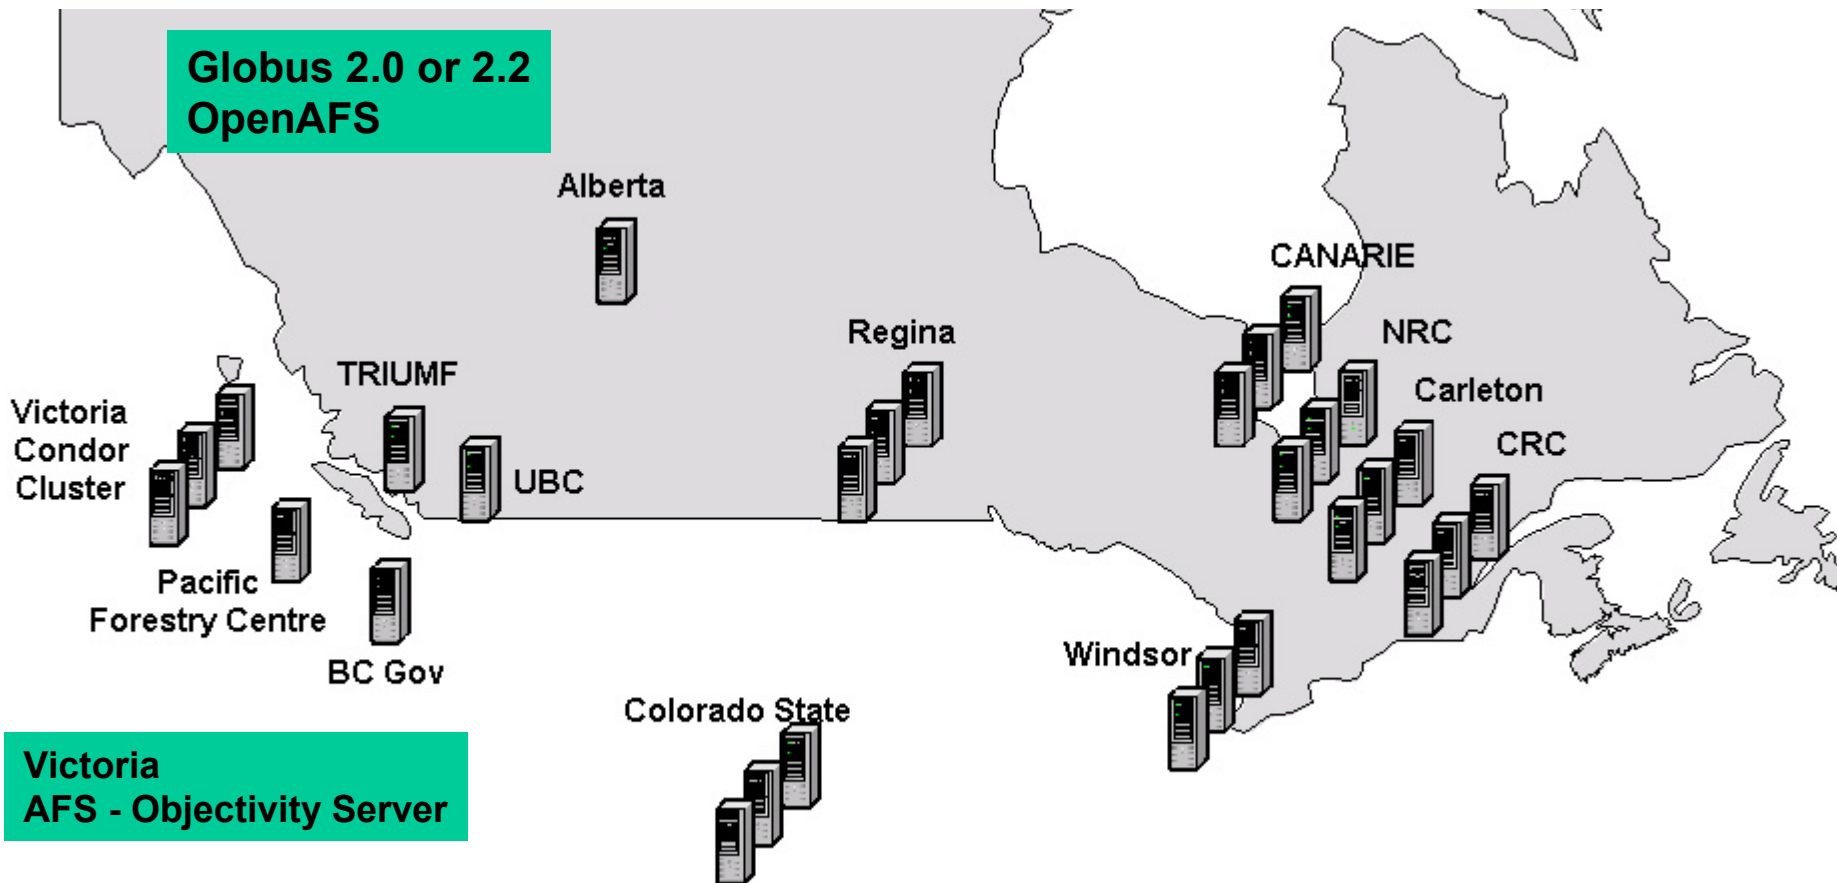 Globus 2.0 or 2.2
OpenAFS
Alberta
CANARIE
Regina
NRC
TRIUMF
Carleton
Victoria
Condor
Cluster
CRC
UBC
Pacific
Forestry Centre
BC Gov
Windsor
Colorado State
Victoria
AFS - Objectivity Server